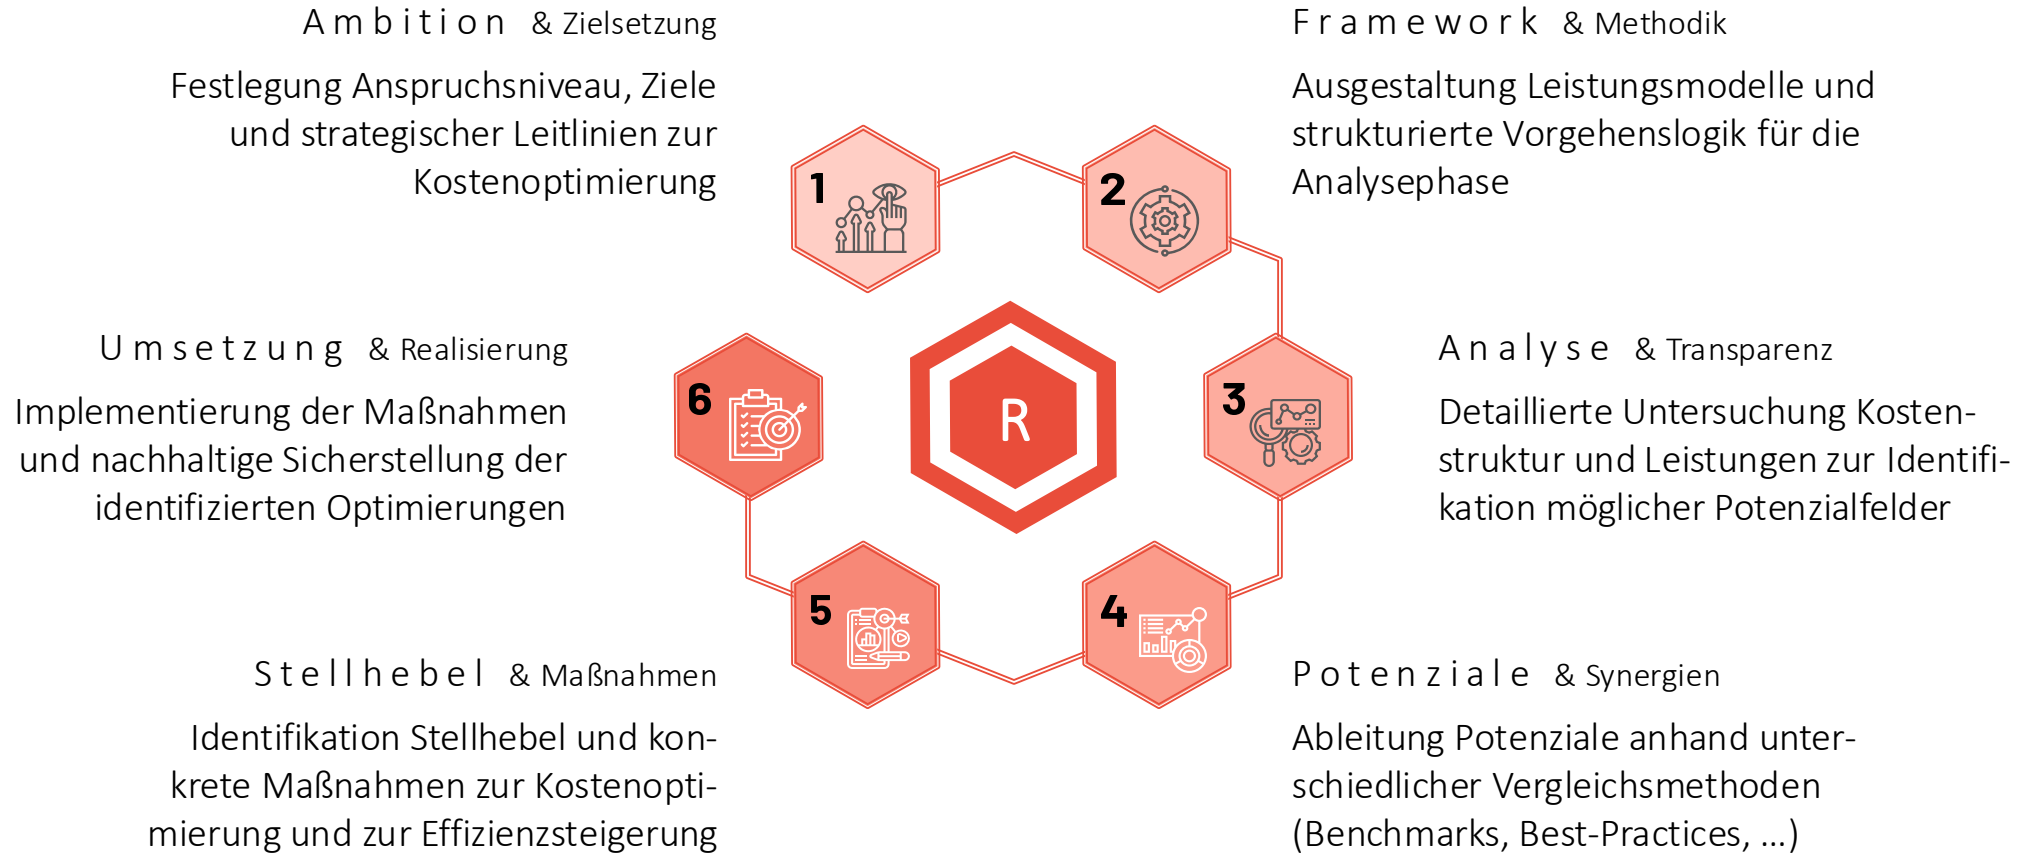 Ambition & Zielsetzung
Festlegung Anspruchsniveau, Ziele
und strategischer Leitlinien zur
Kostenoptimierung
1
Framework & Methodik
Ausgestaltung Leistungsmodelle und
strukturierte Vorgehenslogik für die
Analysephase
2
Analyse & Transparenz
Detaillierte Untersuchung Kosten-
struktur und Leistungen zur Identifi-
kation möglicher Potenzialfelder
3
Potenziale & Synergien
Ableitung Potenziale anhand unter-
schiedlicher Vergleichsmethoden
(Benchmarks, Best-Practices, ...)
4
Stellhebel & Maßnahmen
Identifikation Stellhebel und kon-
krete Maßnahmen zur Kostenopti-
mierung und zur Effizienzsteigerung
5
Umsetzung & Realisierung
Implementierung der Maßnahmen
und nachhaltige Sicherstellung der
identifizierten Optimierungen
6
R